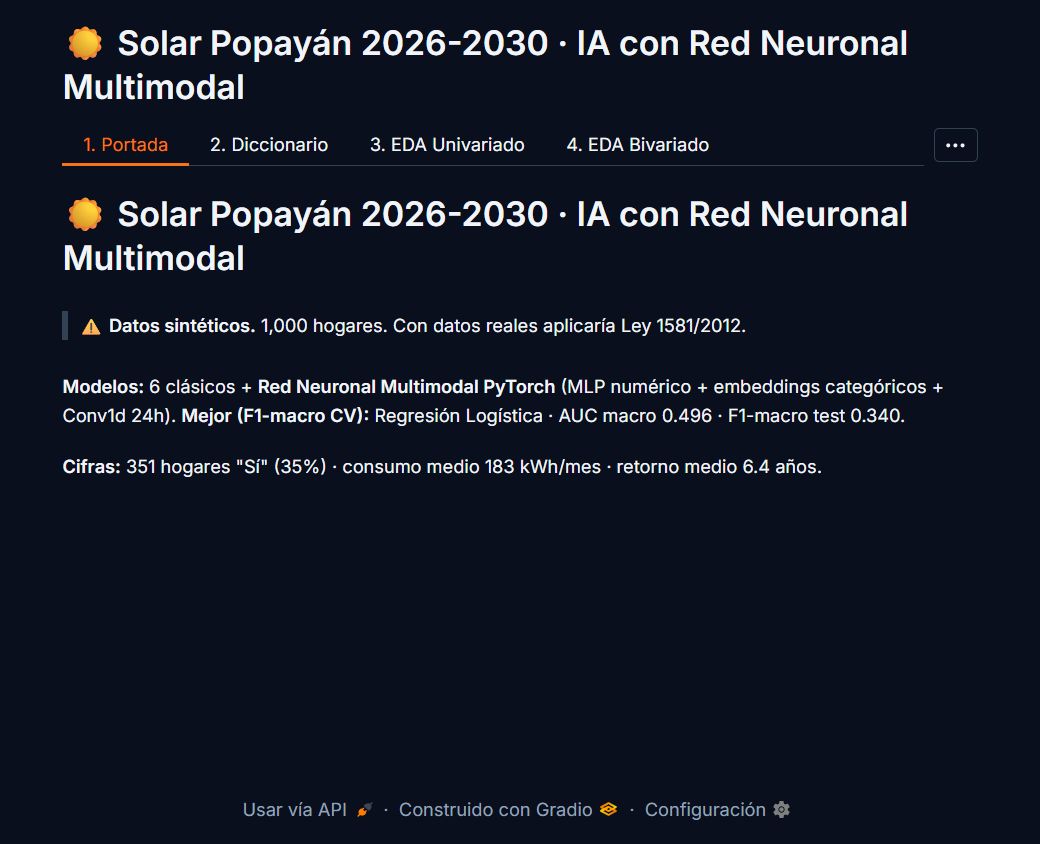 Solar Popayán 2026-2030 · IA con Red Neuronal
Multimodal
1. Portada 2. Diccionario 3. EDA Univariado 4. EDA Bivariado ...
Solar Popayán 2026-2030 · IA con Red Neuronal
Multimodal
Datos sintéticos. 1,000 hogares. Con datos reales aplicaría Ley 1581/2012.
Modelos: 6 clásicos + Red Neuronal Multimodal PyTorch (MLP numérico + embeddings categóricos +
Conv1d 24h). Mejor (F1-macro CV): Regresión Logística · AUC macro 0.496 · F1-macro test 0.340.
Cifras: 351 hogares "Sí" (35%) · consumo medio 183 kWh/mes · retorno medio 6.4 años.
Usar vía API · Construido con Gradio · Configuración